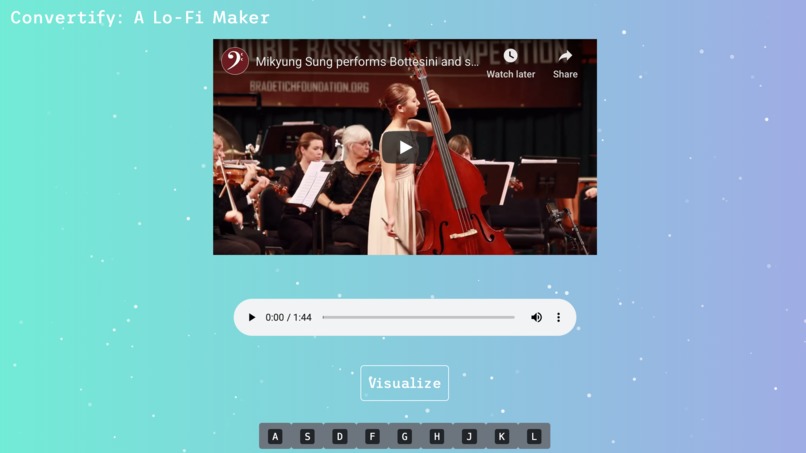 Convertify: A Lo-Fi Maker
DOUBLE BASS SOLO COMPETITION
Mikyung Sung performs Bottesini and s...
Watch later
Share
BRADETICHFOUNDATION.ORG
0:00 / 1:44
Visualize
A S D F G H J K L